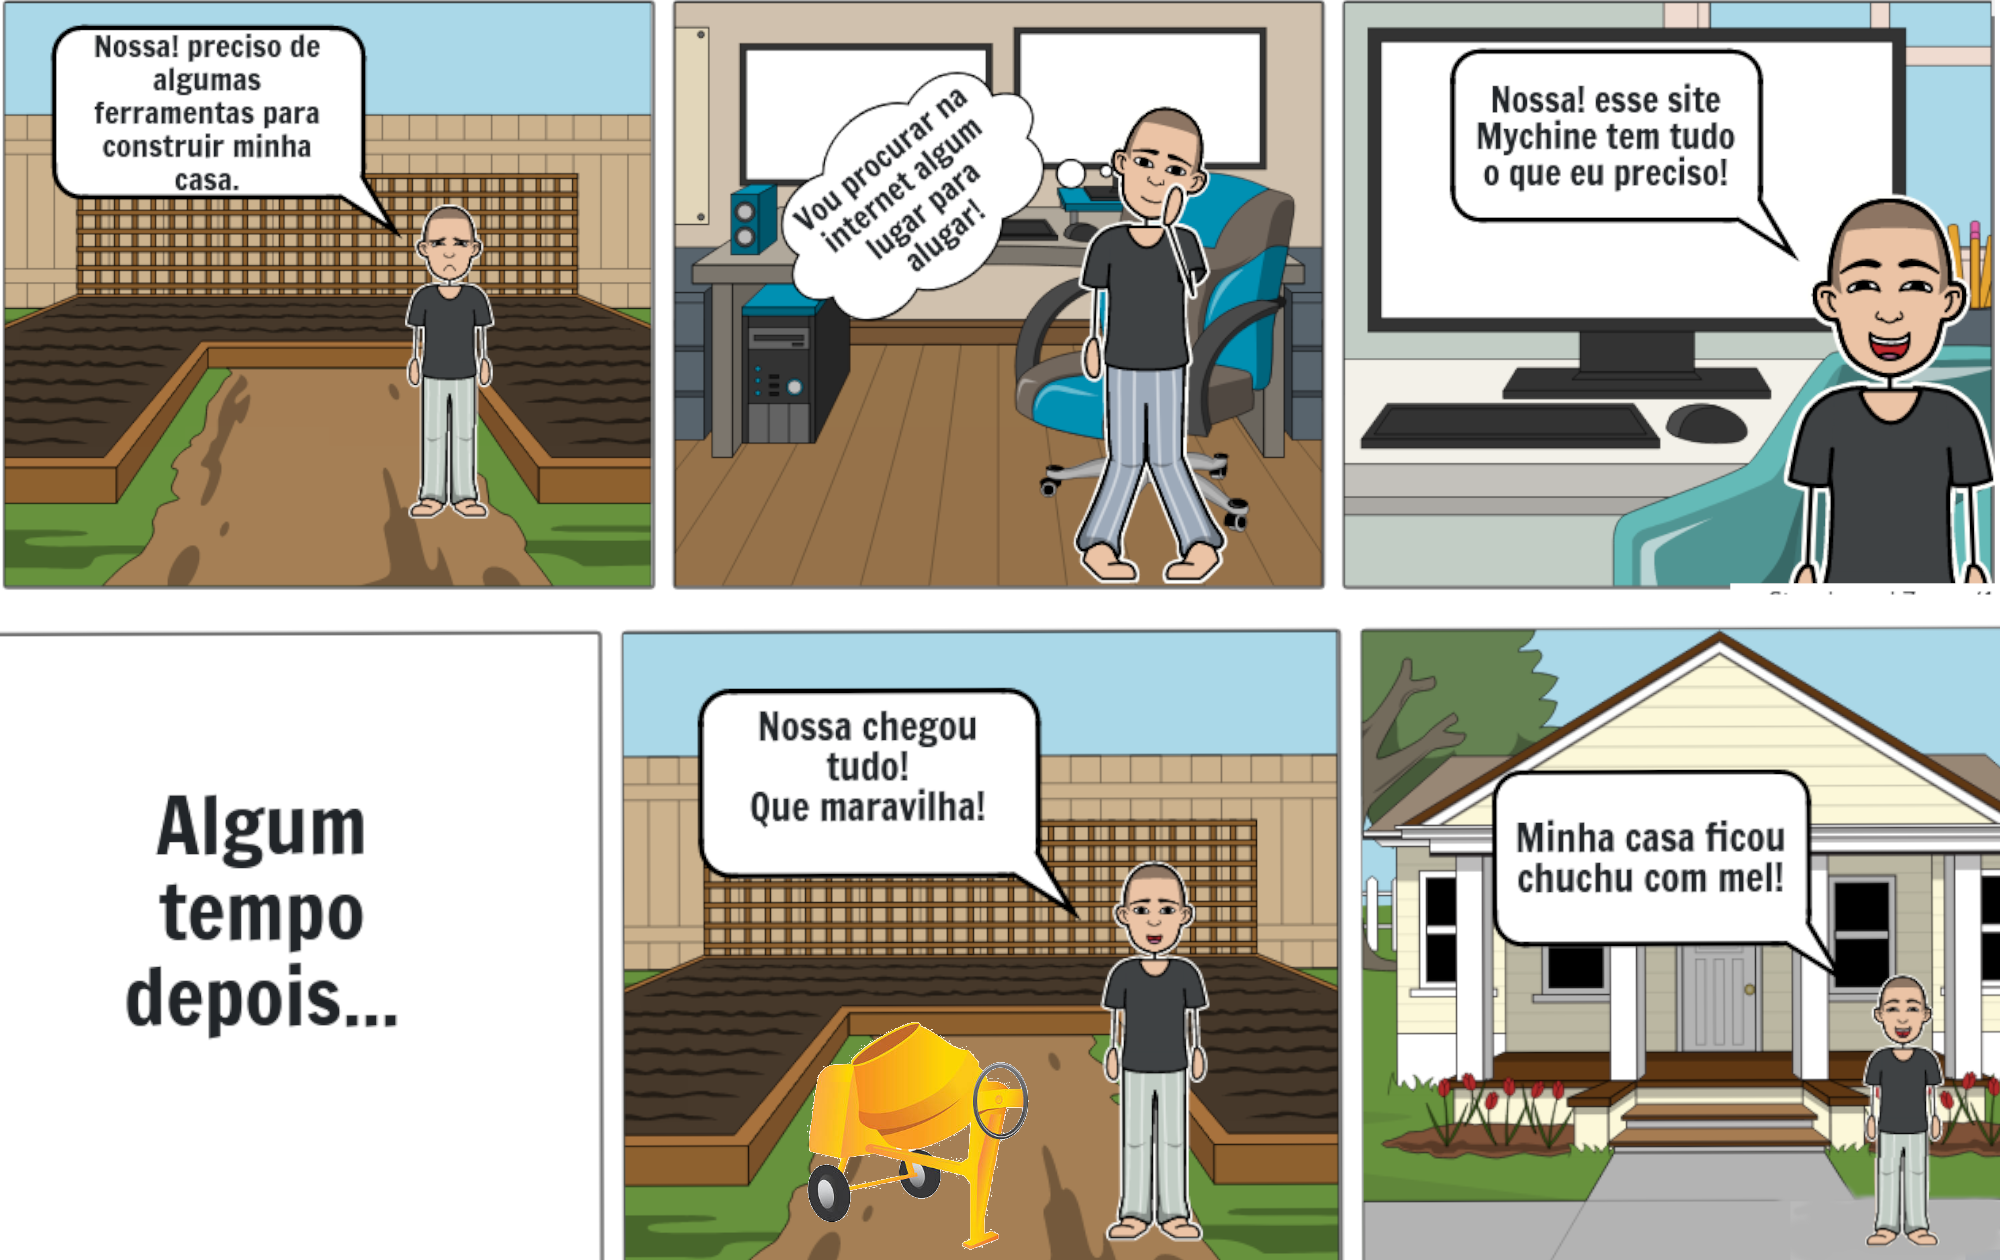 Nossa! preciso de
algumas
ferramentas para
construir minha
casa.
Vou procurar na
internet algum
lugar para
alugar!
Nossa! esse site
Mychine tem tudo
o que eu preciso!
Algum
tempo
depois...
Nossa chegou
tudo!
Que maravilha!
Minha casa ficou
chuchu com mel!